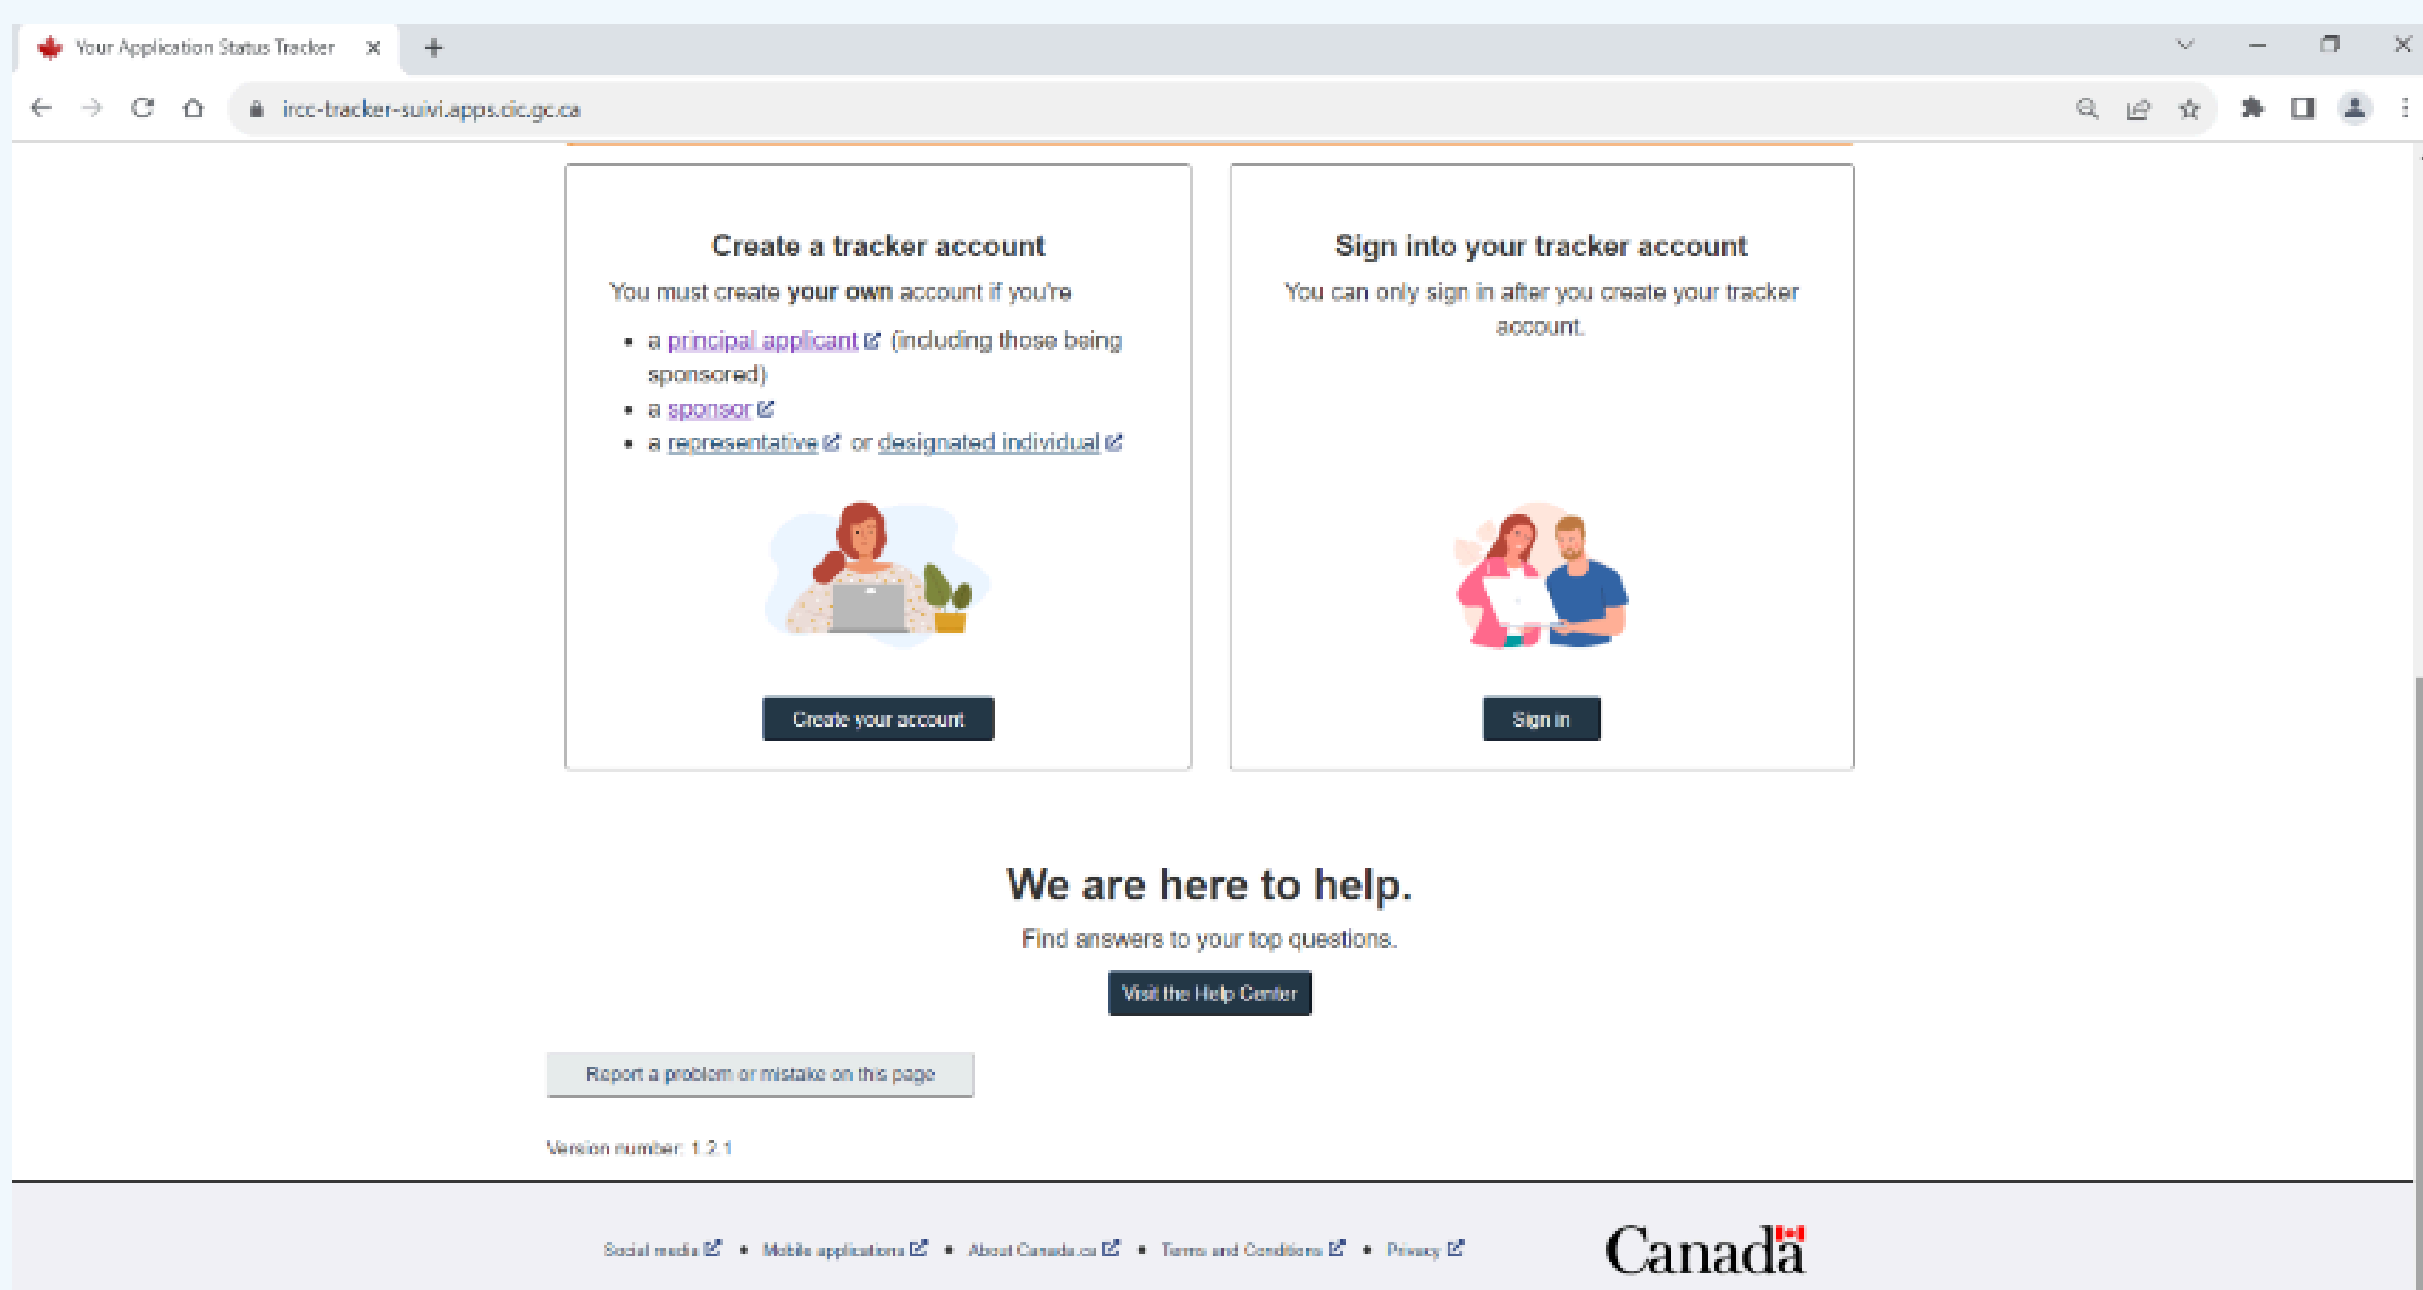 Your Application Status Tracker
ircc-tracker-suivi.apps.cic.gc.ca
Create a tracker account
You must create your own account if you're
a principal applicant (including those being
sponsored)
a sponsor
a representative or designated individual
Create your account
Sign into your tracker account
You can only sign in after you create your tracker
account.
Sign in
We are here to help.
Find answers to your top questions.
Visit the Help Center
Report a problem or mistake on this page
Version number: 1.2.1
Social media • Mobile applications • About Canada.ca • Terms and Conditions • Privacy
Canada